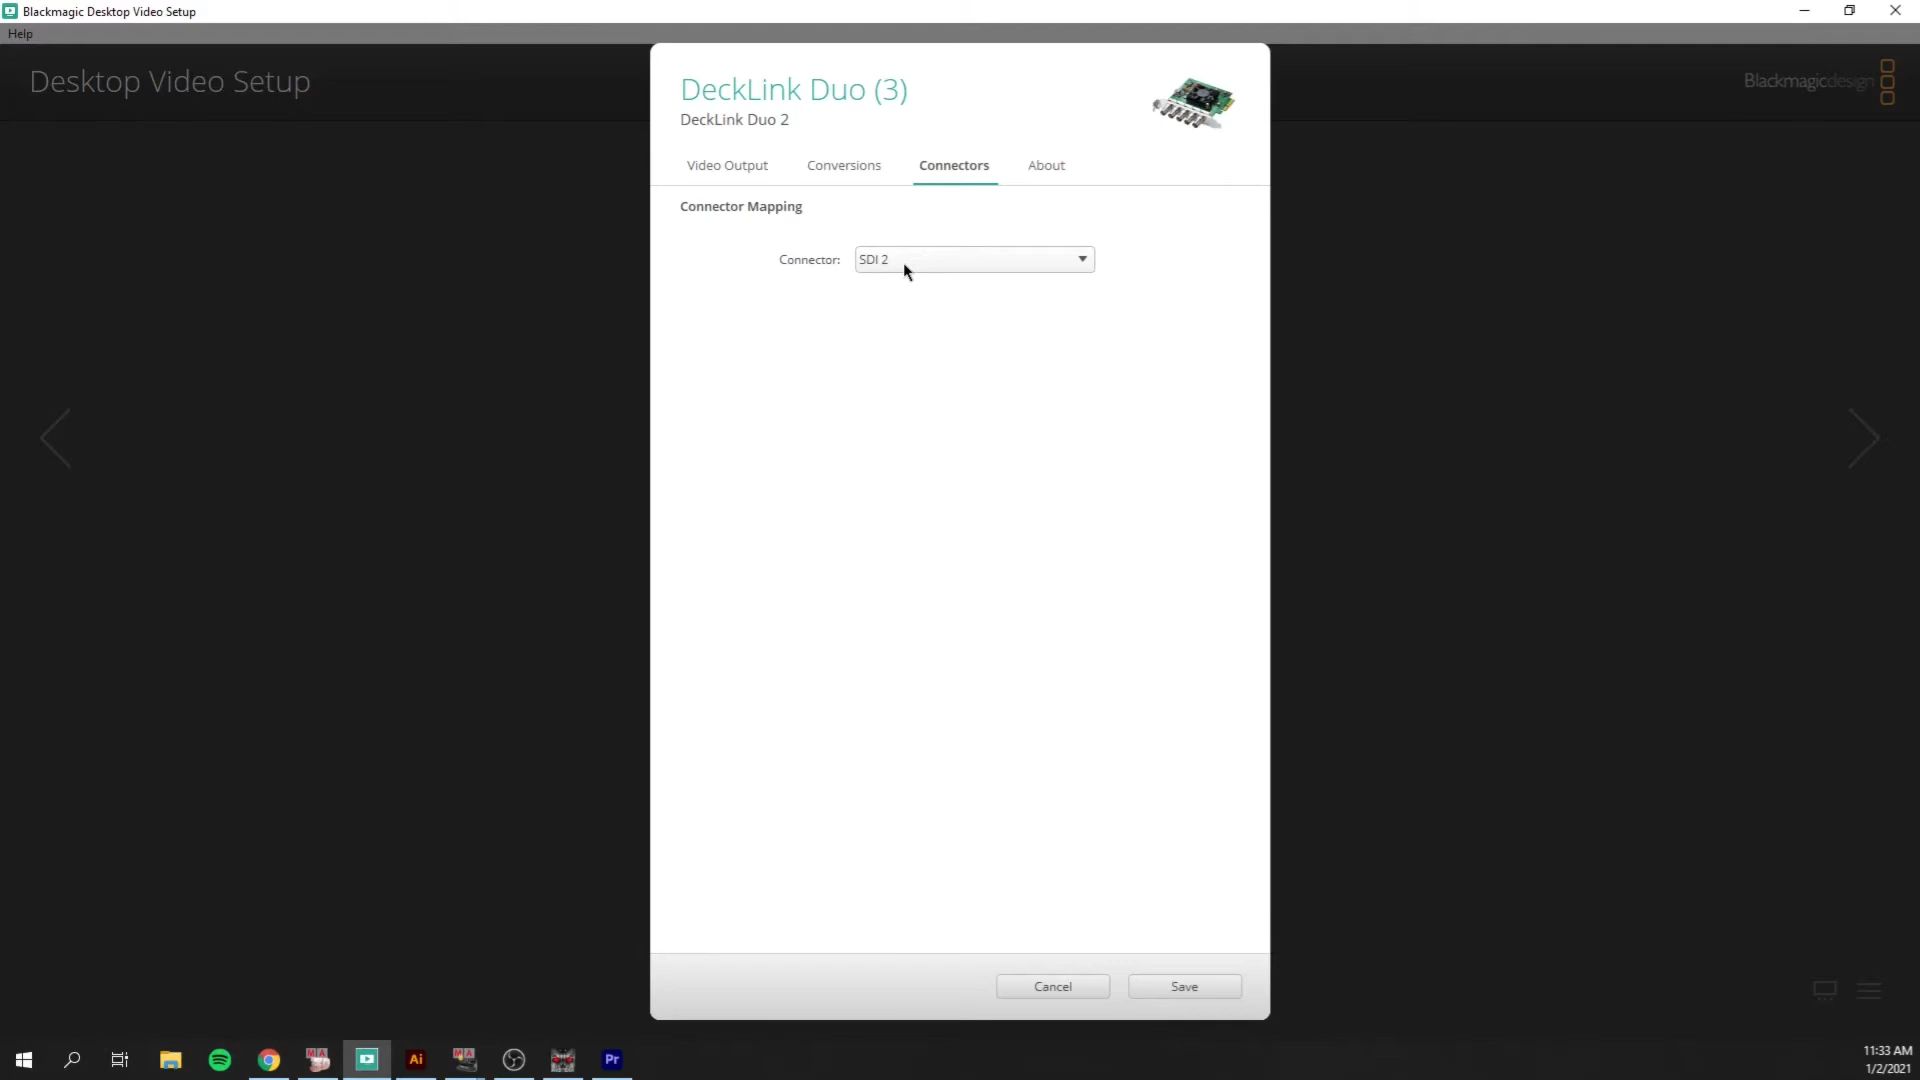 Blackmagic Desktop Video Setup
Help
Desktop Video Setup
Blackmagicdesign
DeckLink Duo (3)
DeckLink Duo 2
Video Output Conversions Connectors About
Connector Mapping
Connector: SDI 2
Cancel Save
Ai Pr
11:33 AM
1/2/2021